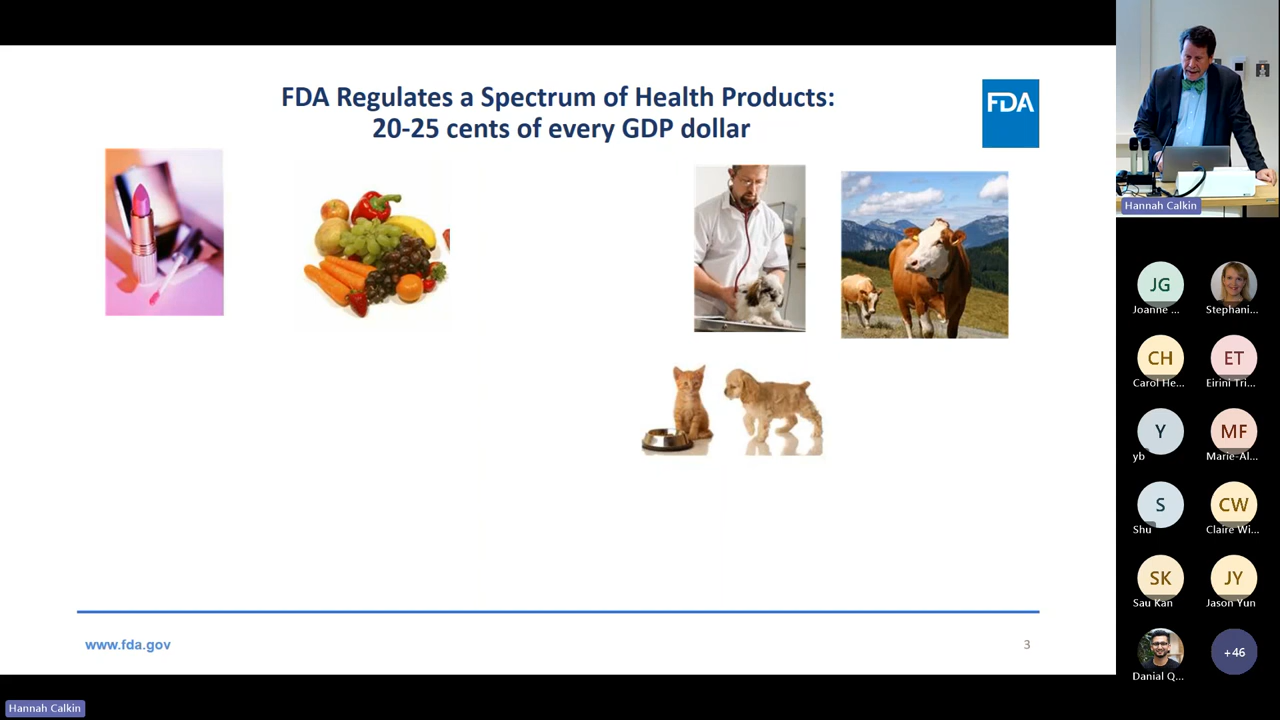 FDA Regulates a Spectrum of Health Products:
20-25 cents of every GDP dollar
FDA
www.fda.gov
3
Hannah Calkin
Hannah Calkin
JG
Joanne ...
Stephani...
CH
Carol He...
ET
Eirini Tri...
Y
yb
MF
Marie-Al...
S
Shu
CW
Claire Wi...
SK
Sau Kan
JY
Jason Yun
Danial Q...
+46